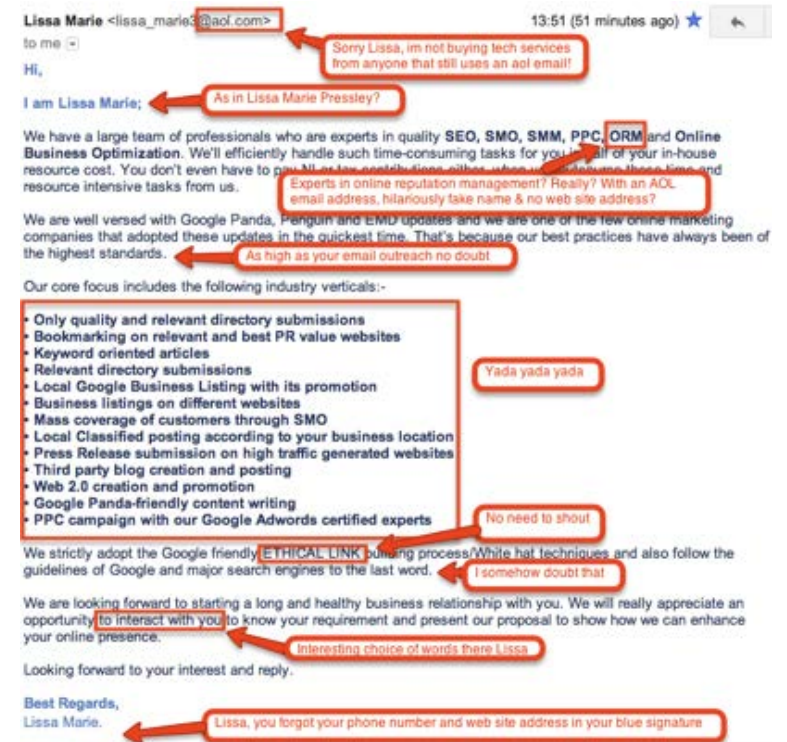 Lissa Marie <lissa_marie3@aol.com> 13:51 (51 minutes ago)
to me
Sorry Lissa, im not buying tech services
from anyone that still uses an aol email!
Hi,
I am Lissa Marie;
As in Lissa Marie Pressley?
We have a large team of professionals who are experts in quality SEO, SMO, SMM, PPC, ORM and Online
Business Optimization. We'll efficiently handle such time-consuming tasks for you in half of your in-house
resource cost. You don't even have to pay NI or tax contributions either, when you outsource these time and
resource intensive tasks from us.
Experts in online reputation management? Really? With an AOL
email address, hilariously fake name & no web site address?
We are well versed with Google Panda, Penguin and EMD updates and we are one of the few online marketing
companies that adopted these updates in the quickest time. That's because our best practices have always been of
the highest standards.
As high as your email outreach no doubt
Our core focus includes the following industry verticals:-
• Only quality and relevant directory submissions
• Bookmarking on relevant and best PR value websites
• Keyword oriented articles
• Relevant directory submissions
• Local Google Business Listing with its promotion
• Business listings on different websites
• Mass coverage of customers through SMO
• Local Classified posting according to your business location
• Press Release submission on high traffic generated websites
• Third party blog creation and posting
• Web 2.0 creation and promotion
• Google Panda-friendly content writing
• PPC campaign with our Google Adwords certified experts
Yada yada yada
No need to shout
We strictly adopt the Google friendly ETHICAL LINK building process/White hat techniques and also follow the
guidelines of Google and major search engines to the last word.
I somehow doubt that
We are looking forward to starting a long and healthy business relationship with you. We will really appreciate an
opportunity to interact with you to know your requirement and present our proposal to show how we can enhance
your online presence.
Interesting choice of words there Lissa
Looking forward to your interest and reply.
Best Regards,
Lissa Marie.
Lissa, you forgot your phone number and web site address in your blue signature